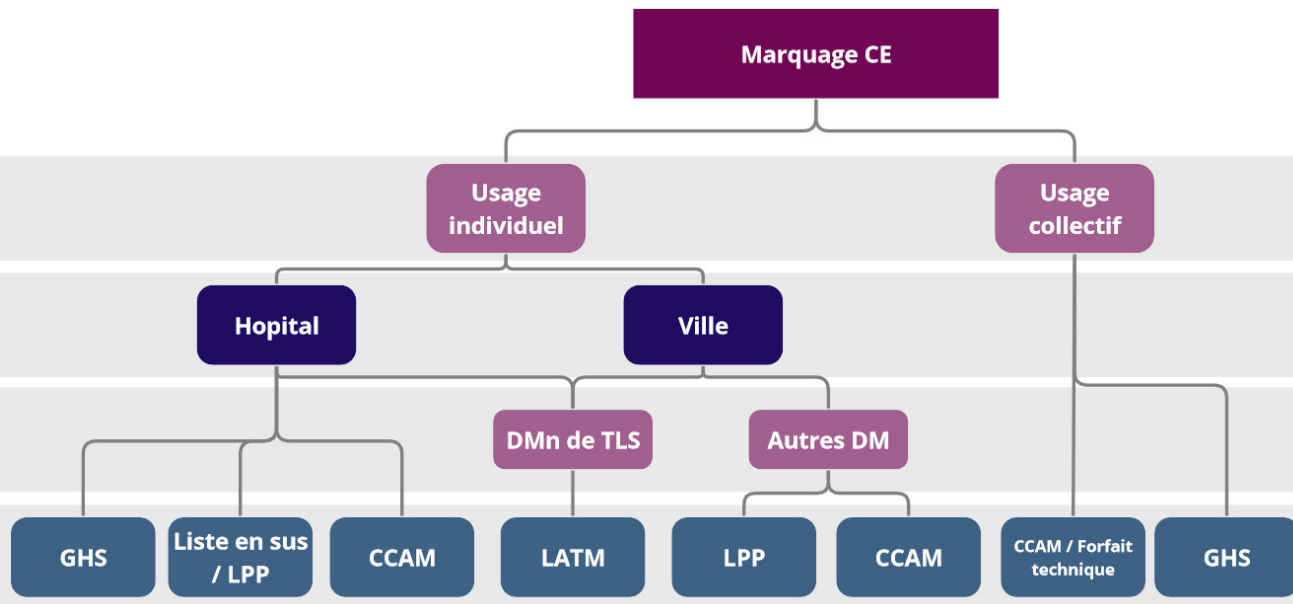 Marquage CE
Usage
individuel
Usage
collectif
Hopital
Ville
DMn de TLS
Autres DM
GHS
Liste en sus
/ LPP
CCAM
LATM
LPP
CCAM
CCAM / Forfait
technique
GHS